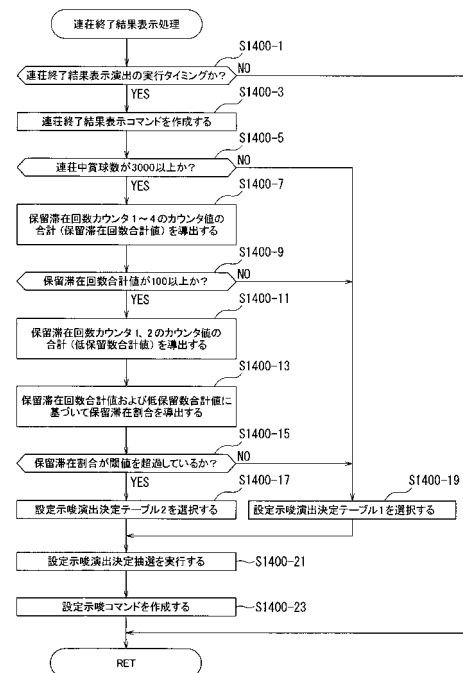 連荘終了結果表示処理
S1400-1
連荘終了結果表示演出の実行タイミングか?
NO
YES
S1400-3
連荘終了結果表示コマンドを作成する
S1400-5
連荘中賞球数が3000以上か?
NO
YES
S1400-7
保留滞在回数カウンタ1~4のカウンタ値の
合計(保留滞在回数合計値)を導出する
S1400-9
保留滞在回数合計値が100以上か?
NO
YES
S1400-11
保留滞在回数カウンタ1、2のカウンタ値の
合計(低保留数合計値)を導出する
S1400-13
保留滞在回数合計値および低保留数合計値に
基づいて保留滞在割合を導出する
S1400-15
保留滞在割合が閾値を超過しているか?
NO
YES
S1400-17
S1400-19
設定示唆演出決定テーブル2を選択する
設定示唆演出決定テーブル1を選択する
設定示唆演出決定抽選を実行する
S1400-21
設定示唆コマンドを作成する
S1400-23
RET